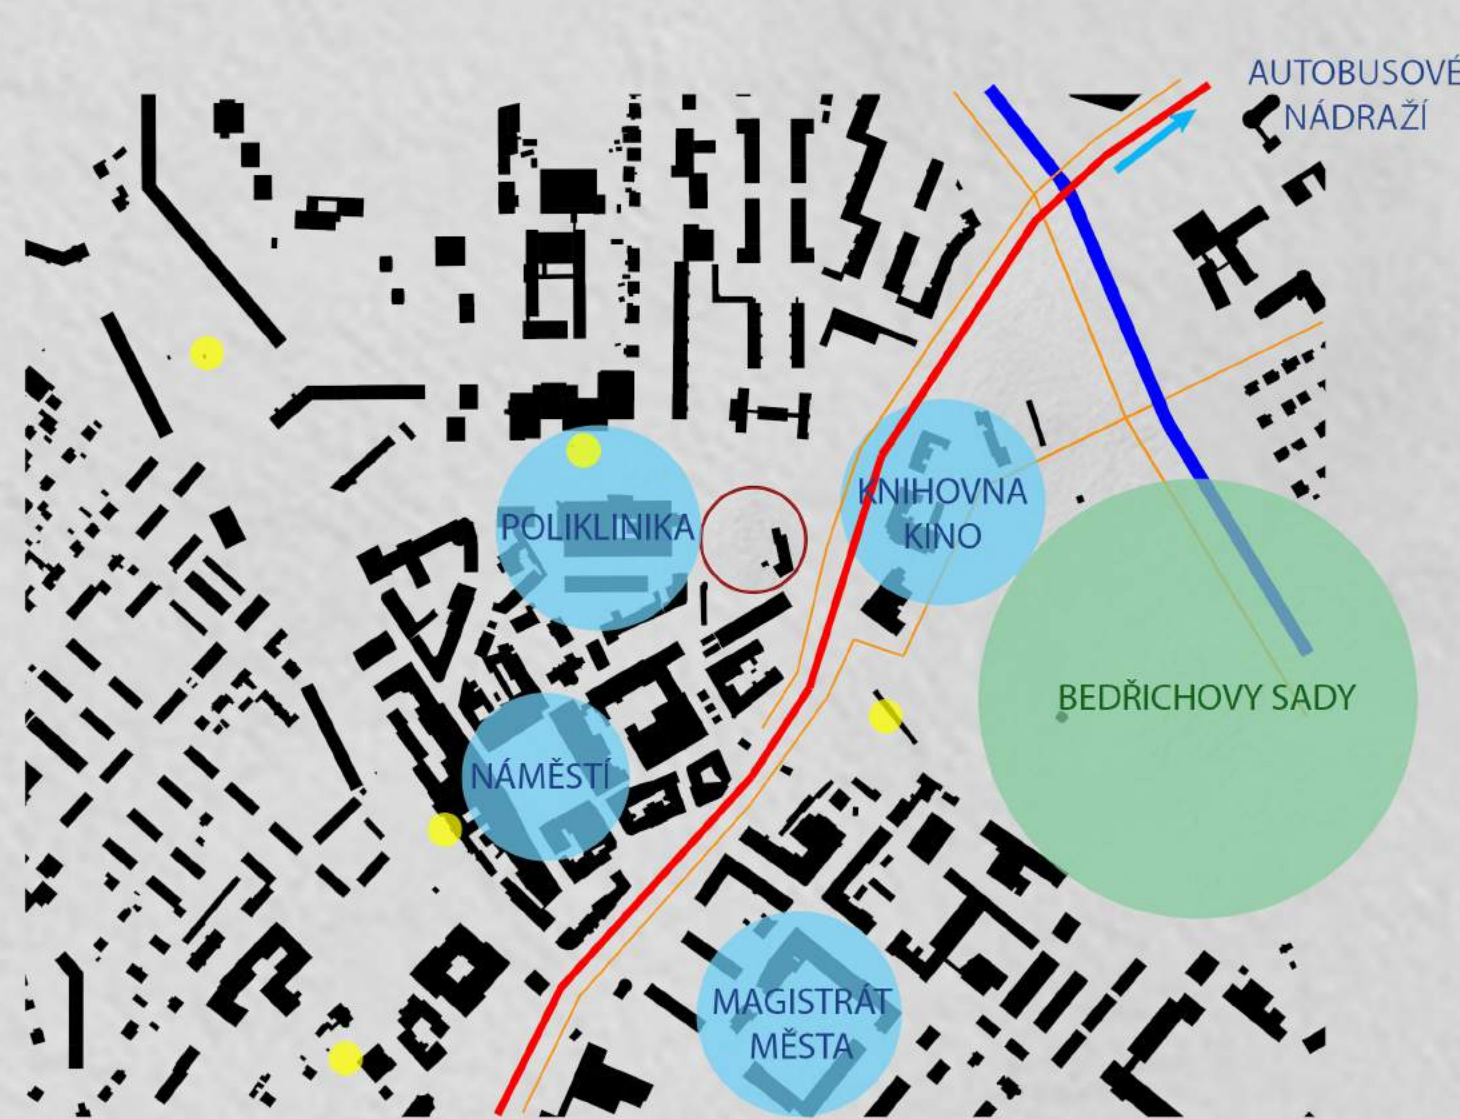 AUTOBUSOVÉ
NÁDRAŽÍ
KNIHOVNA
KINO
POLIKLINIKA
BEDŘICHOVY SADY
NÁMĚSTÍ
MAGISTRÁT
MĚSTA